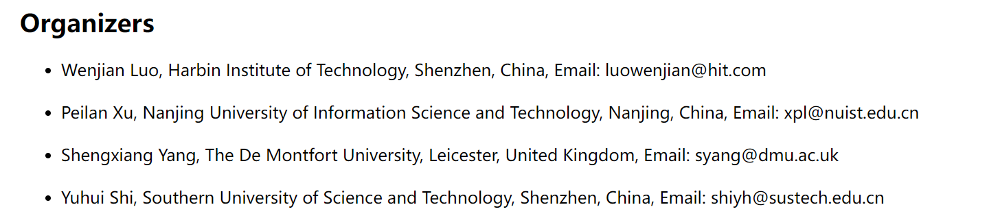 Organizers
• Wenjian Luo, Harbin Institute of Technology, Shenzhen, China, Email: luowenjian@hit.com
• Peilan Xu, Nanjing University of Information Science and Technology, Nanjing, China, Email: xpl@nuist.edu.cn
• Shengxiang Yang, The De Montfort University, Leicester, United Kingdom, Email: syang@dmu.ac.uk
• Yuhui Shi, Southern University of Science and Technology, Shenzhen, China, Email: shiyh@sustech.edu.cn